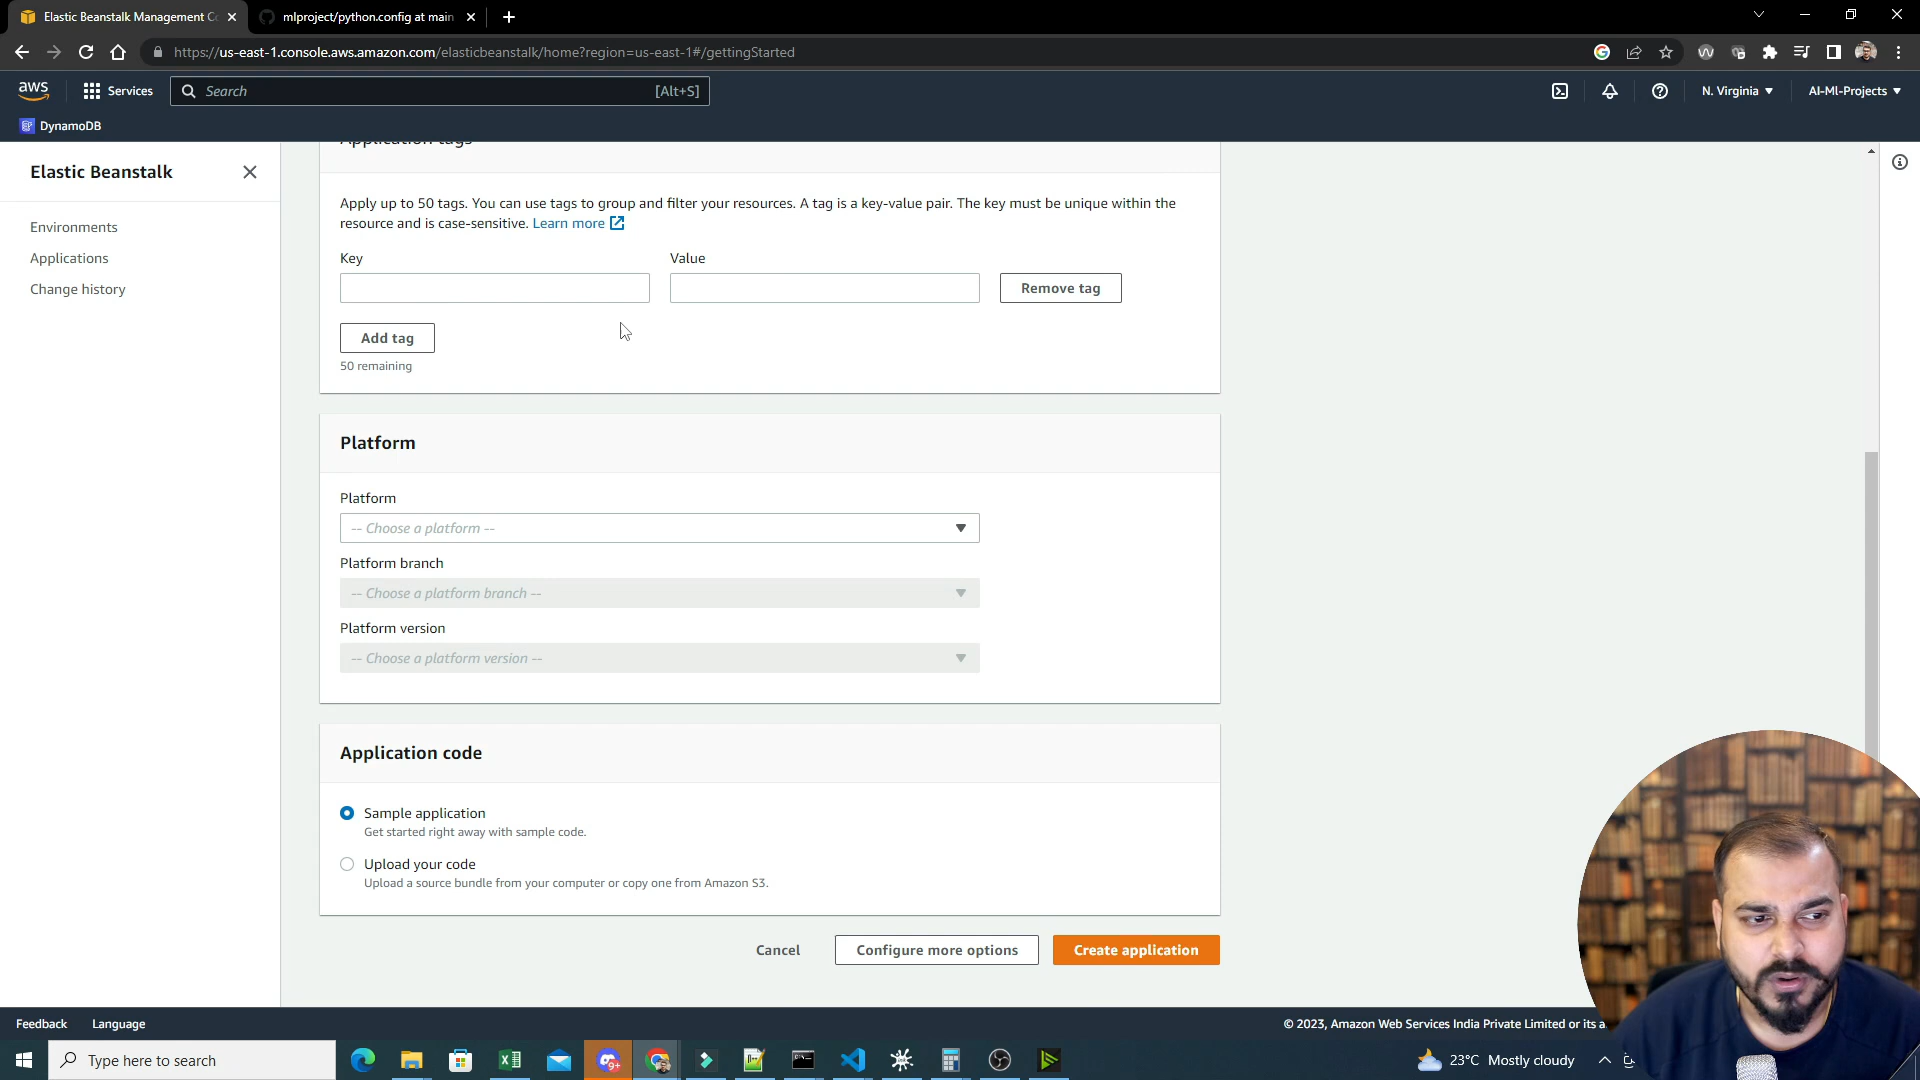 Elastic Beanstalk Management C
mlproject/python.config at main
https://us-east-1.console.aws.amazon.com/elasticbeanstalk/home?region=us-east-1#/gettingStarted
aws
Services
Search
[Alt+S]
N. Virginia
AI-Ml-Projects
DynamoDB
Elastic Beanstalk
Environments
Applications
Change history
Application tags
Apply up to 50 tags. You can use tags to group and filter your resources. A tag is a key-value pair. The key must be unique within the
resource and is case-sensitive. Learn more
Key
Value
Remove tag
Add tag
50 remaining
Platform
Platform
-- Choose a platform --
Platform branch
-- Choose a platform branch --
Platform version
-- Choose a platform version --
Application code
Sample application
Get started right away with sample code.
Upload your code
Upload a source bundle from your computer or copy one from Amazon S3.
Cancel
Configure more options
Create application
Feedback
Language
© 2023, Amazon Web Services India Private Limited or its a
Type here to search
9+
23°C Mostly cloudy